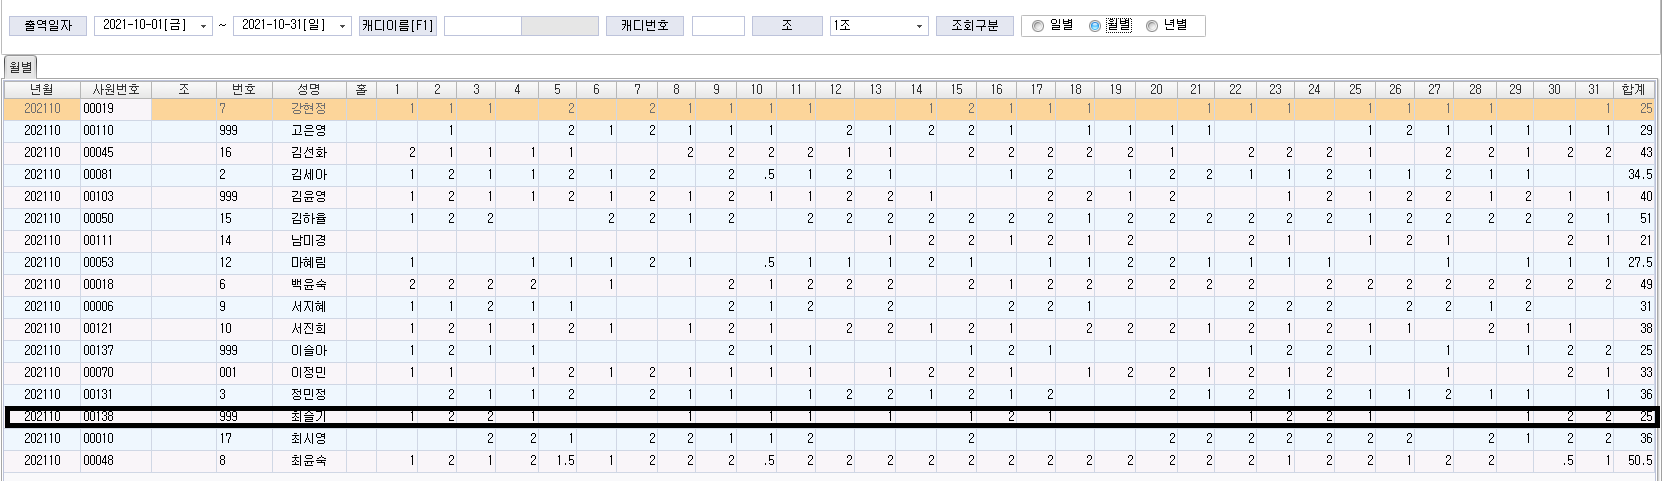 출역일자 2021-10-01[금] ~ 2021-10-31[일] 캐디이름[F1] 캐디번호 조 1조 조회구분 일별 월별 년별
월별
년월 사원번호 조 번호 성명 홀 1 2 3 4 5 6 7 8 9 10 11 12 13 14 15 16 17 18 19 20 21 22 23 24 25 26 27 28 29 30 31 합계
202110 00019 7 강현정 1 1 1 2 2 1 1 1 1 1 2 1 1 1 1 1 1 1 1 1 1 1 25
202110 00110 999 고은영 1 2 1 2 1 1 1 2 1 2 2 1 1 1 1 1 1 2 1 1 1 1 1 29
202110 00045 16 김선화 2 1 1 1 1 2 2 2 2 1 1 2 2 2 2 2 1 2 2 2 1 2 2 1 2 2 43
202110 00081 2 김세아 1 2 1 1 2 1 2 2 .5 1 2 1 1 2 1 2 2 1 1 2 1 1 2 1 1 34.5
202110 00103 999 김윤영 1 2 1 1 2 1 2 1 2 1 1 2 2 1 2 2 1 2 1 2 1 2 2 1 2 1 1 40
202110 00050 15 김하율 1 2 2 2 2 1 2 2 2 2 2 2 2 2 1 2 2 2 2 2 1 2 2 2 2 2 1 51
202110 00111 14 남미경 1 2 2 1 2 1 2 2 1 1 2 1 2 1 21
202110 00053 12 마혜림 1 1 1 1 2 1 .5 1 1 1 2 1 1 1 2 2 1 1 1 1 1 1 1 1 27.5
202110 00018 6 백윤숙 2 2 2 2 1 2 1 2 2 2 2 1 2 2 2 2 2 2 2 2 2 2 2 2 2 2 49
202110 00006 9 서지혜 1 1 2 1 1 2 1 2 2 2 2 1 2 2 2 2 2 1 2 31
202110 00121 10 서진희 1 2 1 1 2 1 1 2 1 2 2 1 2 1 2 2 2 1 2 1 2 1 1 2 1 1 38
202110 00137 999 이슬아 1 2 1 1 2 1 1 1 2 1 1 2 2 1 1 1 2 2 25
202110 00070 001 이정민 1 1 1 2 1 2 1 1 1 1 1 2 2 1 1 2 2 1 2 1 2 1 2 1 33
202110 00131 3 정민정 2 1 1 2 1 2 1 1 1 2 2 1 2 1 2 2 1 2 1 2 1 1 2 1 1 36
202110 00138 999 최슬기 1 2 2 1 1 1 1 1 1 2 1 1 2 2 1 1 2 2 25
202110 00010 17 최시영 2 2 1 2 2 1 1 2 2 2 2 2 2 2 2 2 2 1 2 2 36
202110 00048 8 최윤숙 1 2 1 2 1.5 1 2 2 2 .5 2 2 2 2 2 2 2 2 2 2 2 2 1 2 2 1 2 2 .5 1 50.5